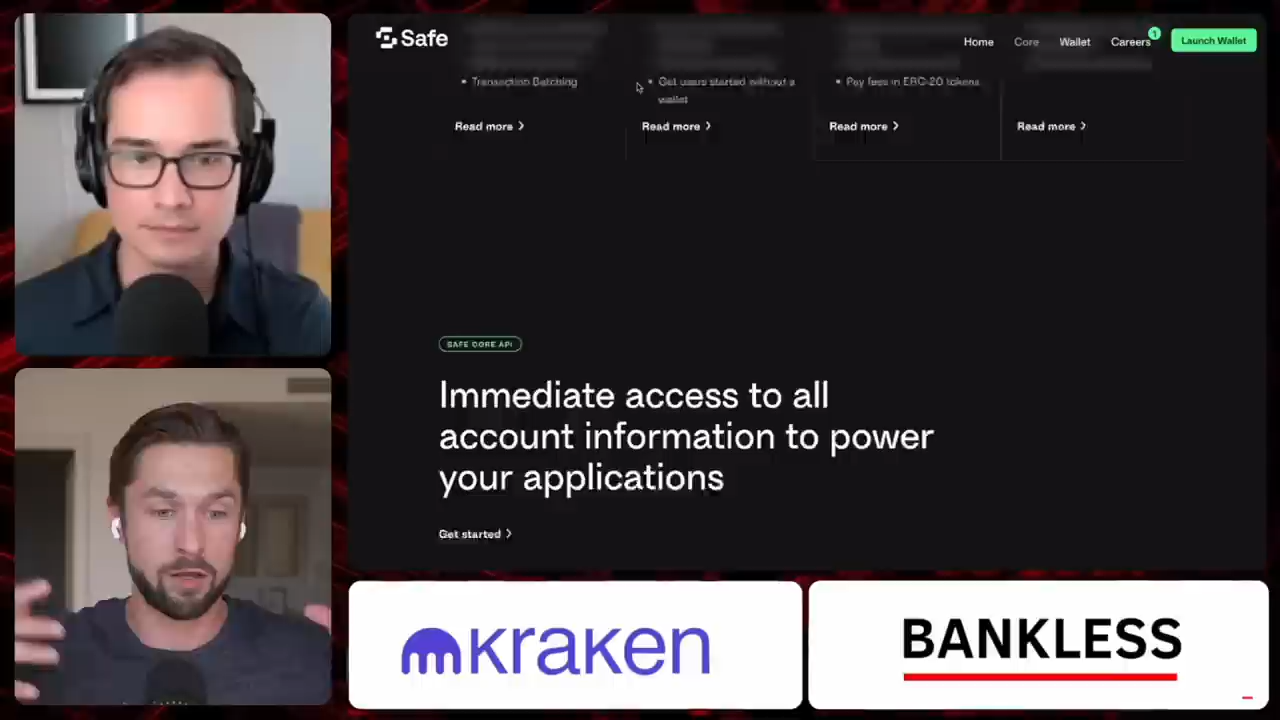 Safe
Home
Core
Wallet
Careers
1
Launch Wallet
Transaction Batching
Get users started without a
wallet
Pay fees in ERC-20 tokens
Read more
Read more
Read more
Read more
SAFE CORE API
Immediate access to all
account information to power
your applications
Get started
kraken
BANKLESS